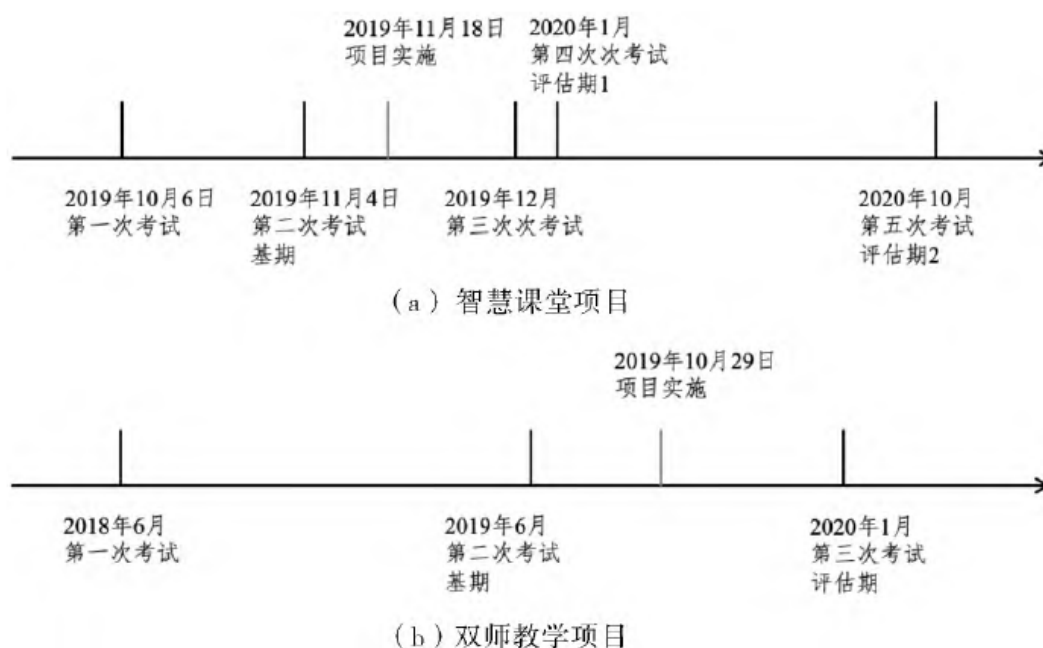 2019年11月18日
项目实施
2020年1月
第四次次考试
评估期1
2019年10月6日
第一次考试
2019年11月4日
第二次考试
基期
2019年12月
第三次次考试
2020年10月
第五次考试
评估期2
（a）智慧课堂项目
2019年10月29日
项目实施
2018年6月
第一次考试
2019年6月
第二次考试
基期
2020年1月
第三次考试
评估期
（b）双师教学项目